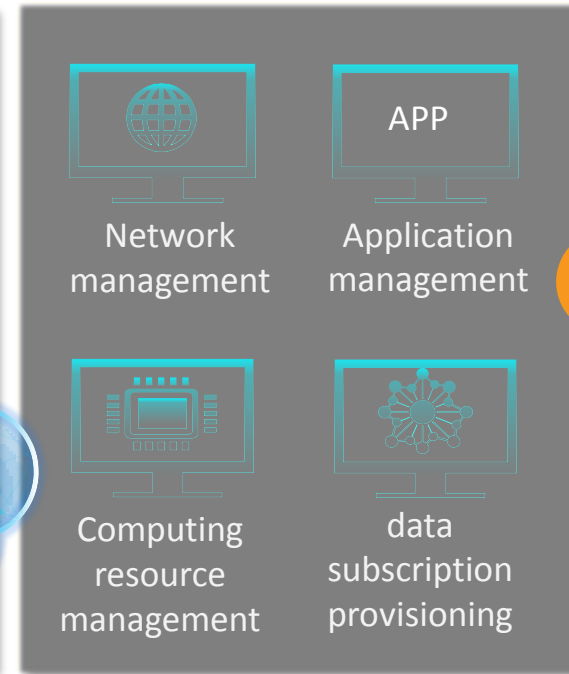 Network
management
APP
Application
management
Computing
resource
management
data
subscription
provisioning